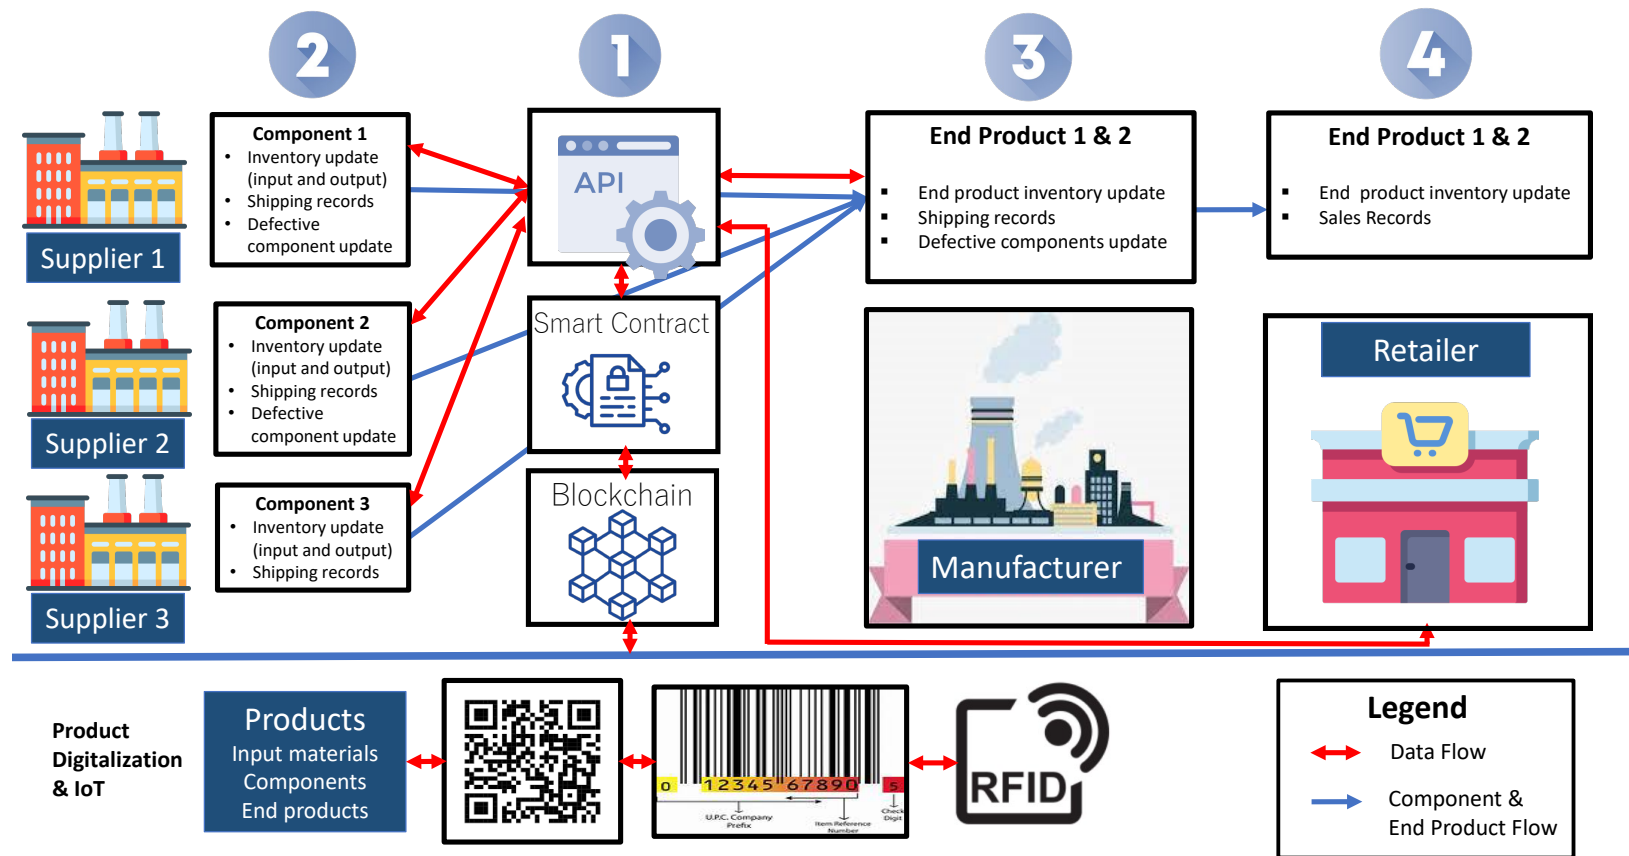 2
1
3
4
Supplier 1
Component 1
• Inventory update
(input and output)
• Shipping records
• Defective
component update
API
End Product 1 & 2
▪ End product inventory update
▪ Shipping records
▪ Defective components update
End Product 1 & 2
▪ End product inventory update
▪ Sales Records
Supplier 2
Component 2
• Inventory update
(input and output)
• Shipping records
• Defective
component update
Smart Contract
Manufacturer
Retailer
Supplier 3
Component 3
• Inventory update
(input and output)
• Shipping records
Blockchain
Product
Digitalization
& IoT
Products
Input materials
Components
End products
0 12345 67890 5
U.P.C. Company
Prefix
Item Reference
Number
Check
Digit
RFID
Legend
Data Flow
Component &
End Product Flow